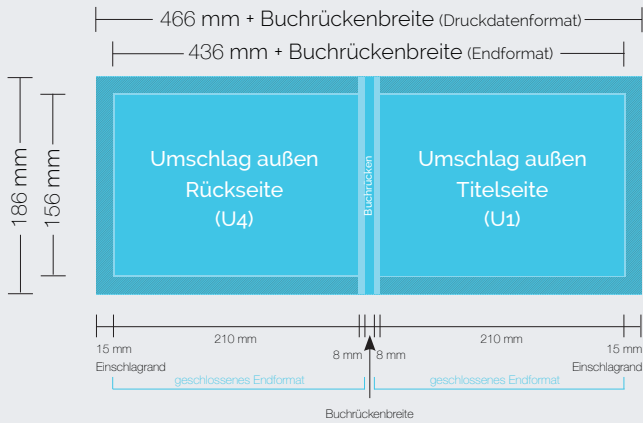 466 mm + Buchrückenbreite (Druckdatenformat)
436 mm + Buchrückenbreite (Endformat)
186 mm
156 mm
Umschlag außen
Rückseite
(U4)
Buchrücken
Umschlag außen
Titelseite
(U1)
210 mm
210 mm
15 mm
8 mm
8 mm
15 mm
Einschlagrand
Einschlagrand
geschlossenes Endformat
geschlossenes Endformat
Buchrückenbreite